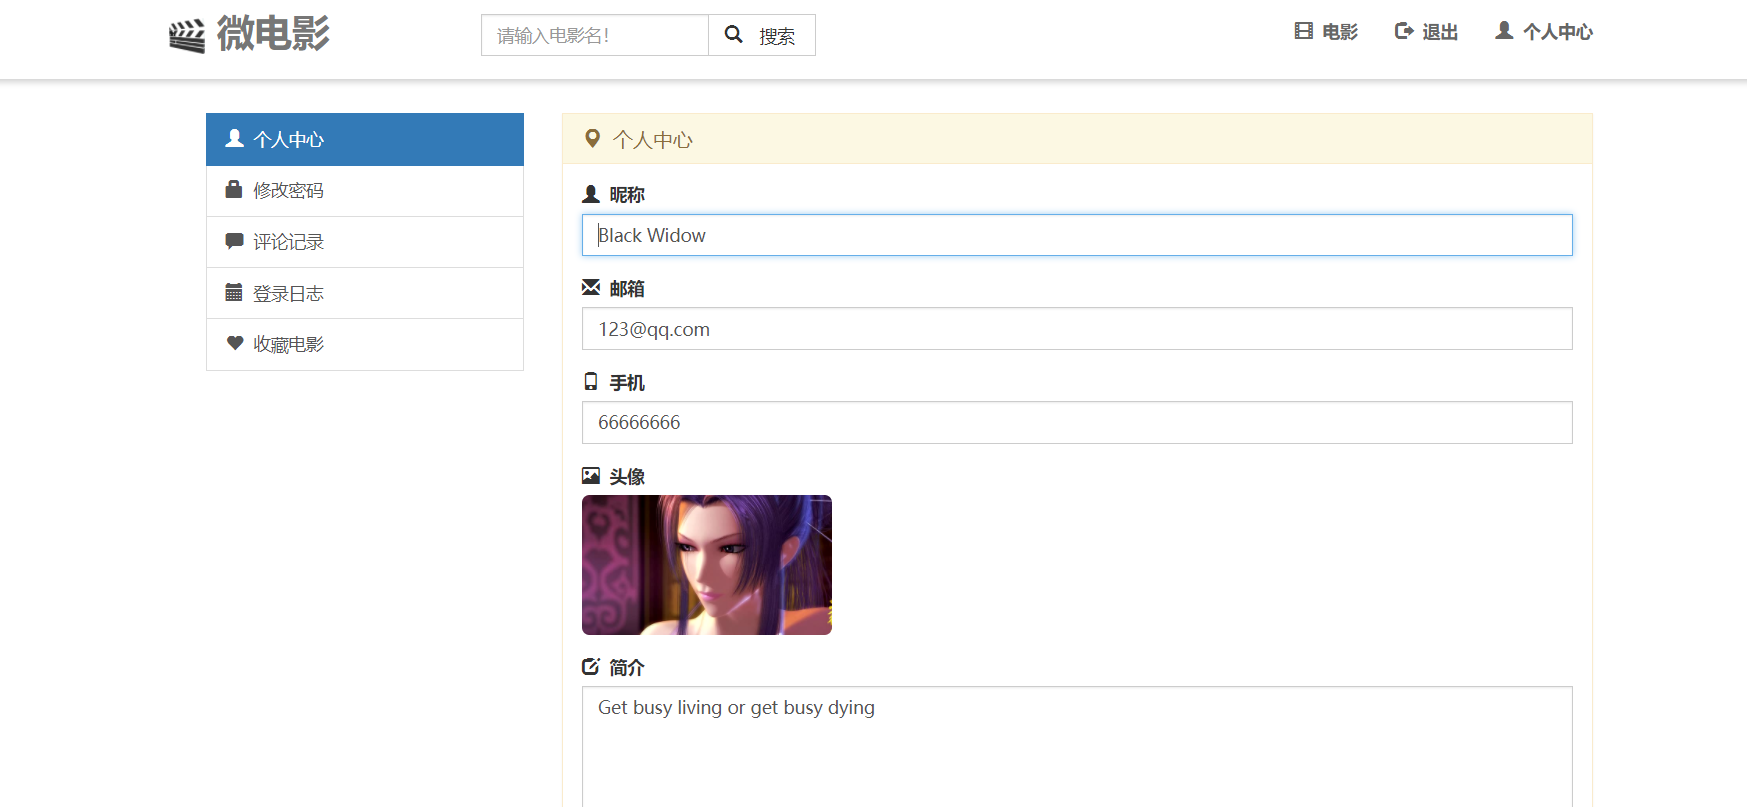 微电影
请输入电影名!
搜索
电影
退出
个人中心
个人中心
修改密码
评论记录
登录日志
收藏电影
个人中心
昵称
Black Widow
邮箱
123@qq.com
手机
66666666
头像
简介
Get busy living or get busy dying